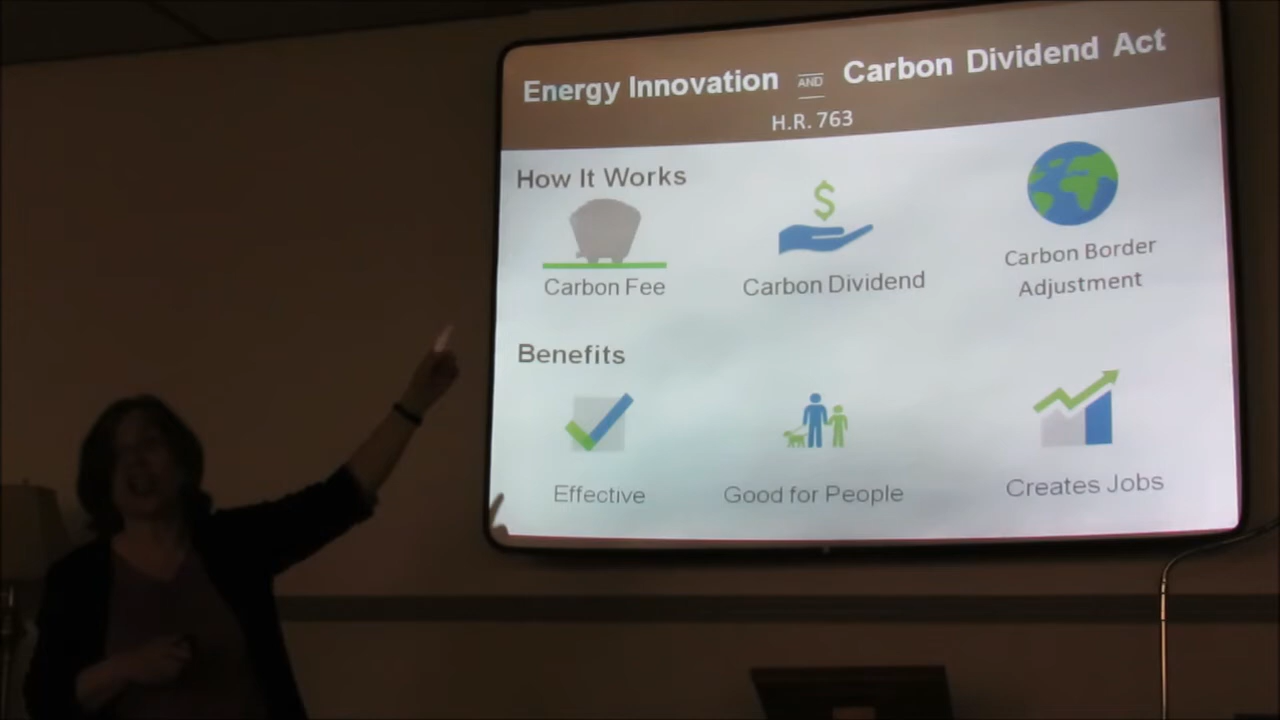 Energy Innovation AND Carbon Dividend Act
H.R. 763
How It Works
Carbon Fee
Carbon Dividend
Carbon Border
Adjustment
Benefits
Effective
Good for People
Creates Jobs